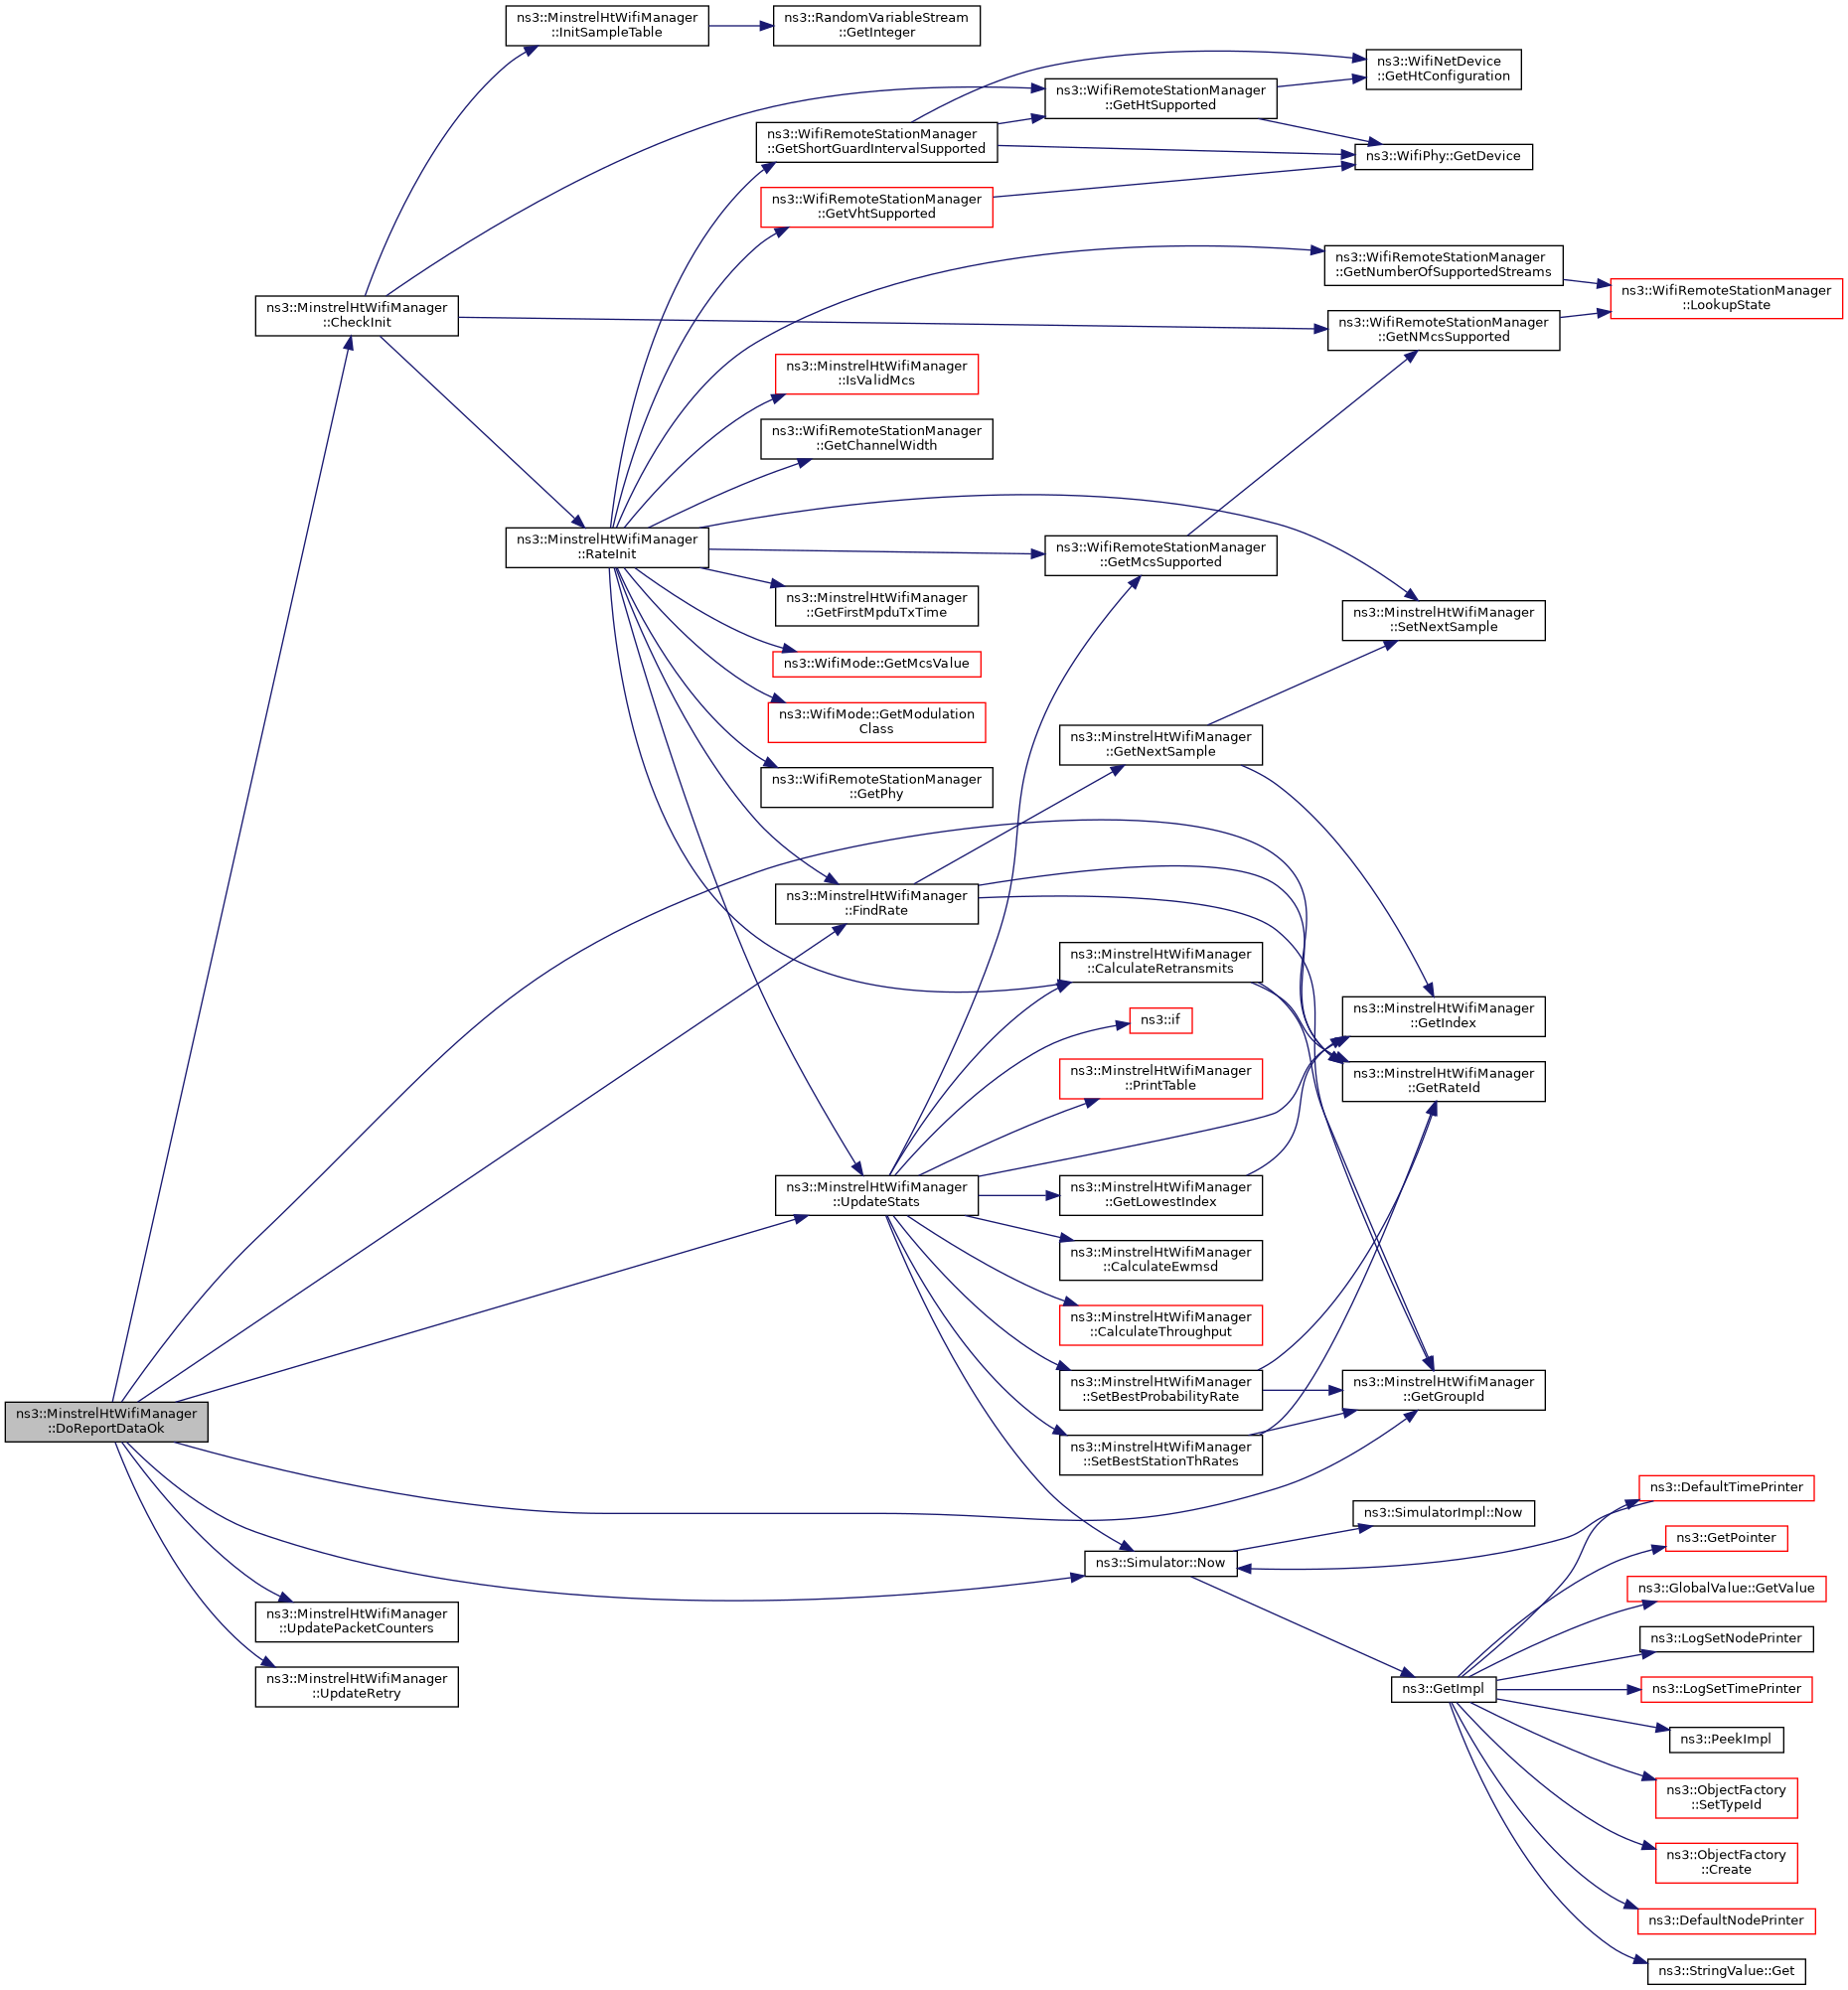 ns3::MinstrelHtWifiManager
::InitSampleTable
ns3::RandomVariableStream
::GetInteger
ns3::WifiNetDevice
::GetHtConfiguration
ns3::WifiRemoteStationManager
::GetHtSupported
ns3::WifiRemoteStationManager
::GetShortGuardIntervalSupported
ns3::WifiPhy::GetDevice
ns3::WifiRemoteStationManager
::GetVhtSupported
ns3::WifiRemoteStationManager
::GetNumberOfSupportedStreams
ns3::WifiRemoteStationManager
::LookupState
ns3::MinstrelHtWifiManager
::CheckInit
ns3::WifiRemoteStationManager
::GetNMcsSupported
ns3::MinstrelHtWifiManager
::IsValidMcs
ns3::WifiRemoteStationManager
::GetChannelWidth
ns3::MinstrelHtWifiManager
::RateInit
ns3::WifiRemoteStationManager
::GetMcsSupported
ns3::MinstrelHtWifiManager
::GetFirstMpduTxTime
ns3::MinstrelHtWifiManager
::SetNextSample
ns3::WifiMode::GetMcsValue
ns3::WifiMode::GetModulation
Class
ns3::MinstrelHtWifiManager
::GetNextSample
ns3::WifiRemoteStationManager
::GetPhy
ns3::MinstrelHtWifiManager
::FindRate
ns3::MinstrelHtWifiManager
::CalculateRetransmits
ns3::MinstrelHtWifiManager
::GetIndex
ns3::if
ns3::MinstrelHtWifiManager
::PrintTable
ns3::MinstrelHtWifiManager
::GetRateId
ns3::MinstrelHtWifiManager
::UpdateStats
ns3::MinstrelHtWifiManager
::GetLowestIndex
ns3::MinstrelHtWifiManager
::CalculateEwmsd
ns3::MinstrelHtWifiManager
::CalculateThroughput
ns3::MinstrelHtWifiManager
::SetBestProbabilityRate
ns3::MinstrelHtWifiManager
::GetGroupId
ns3::MinstrelHtWifiManager
::DoReportDataOk
ns3::MinstrelHtWifiManager
::SetBestStationThRates
ns3::DefaultTimePrinter
ns3::SimulatorImpl::Now
ns3::GetPointer
ns3::Simulator::Now
ns3::GlobalValue::GetValue
ns3::MinstrelHtWifiManager
::UpdatePacketCounters
ns3::LogSetNodePrinter
ns3::MinstrelHtWifiManager
::UpdateRetry
ns3::GetImpl
ns3::LogSetTimePrinter
ns3::PeekImpl
ns3::ObjectFactory
::SetTypeId
ns3::ObjectFactory
::Create
ns3::DefaultNodePrinter
ns3::StringValue::Get